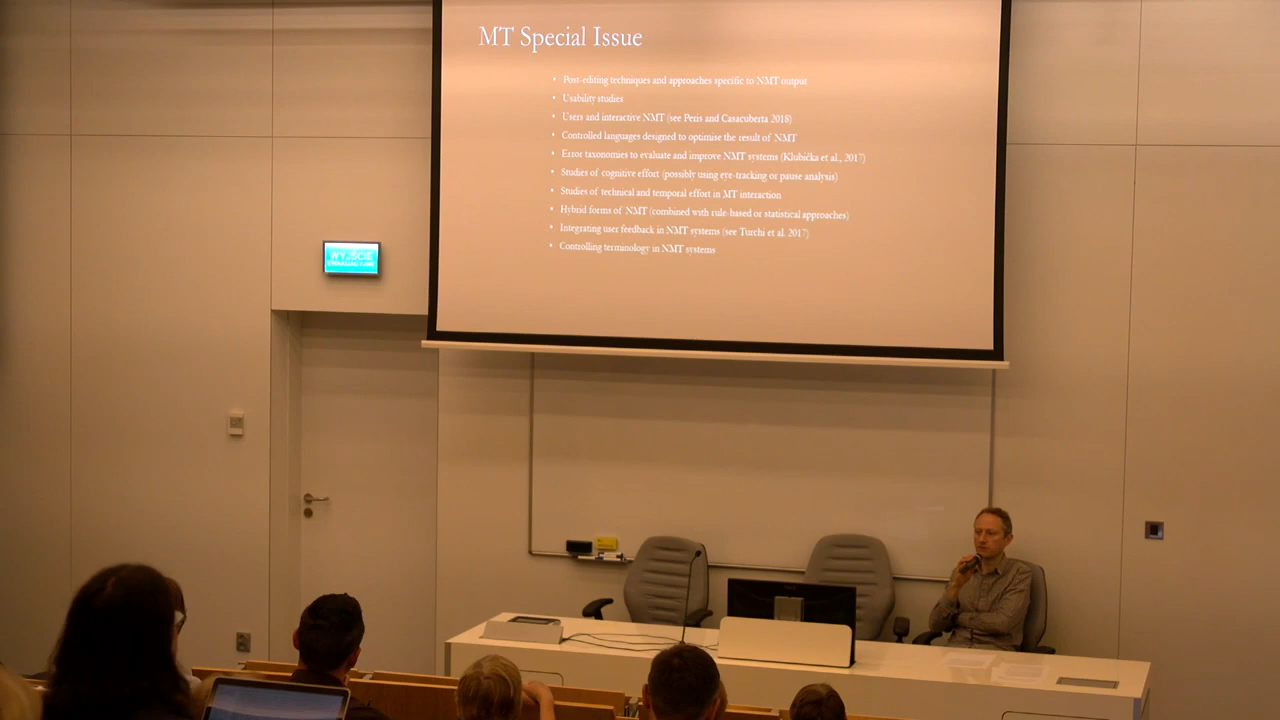 MT Special Issue
• Post-editing techniques and approaches specific to NMT output
• Usability studies
• Users and interactive NMT (see Peris and Casacuberta 2018)
• Controlled languages designed to optimise the result of NMT
• Error taxonomies to evaluate and improve NMT systems (Klubička et al., 2017)
• Studies of cognitive effort (possibly using eye-tracking or pause analysis)
• Studies of technical and temporal effort in MT interaction
• Hybrid forms of NMT (combined with rule-based or statistical approaches)
• Integrating user feedback in NMT systems (see Turchi et al. 2017)
• Controlling terminology in NMT systems
WYJŚCIE